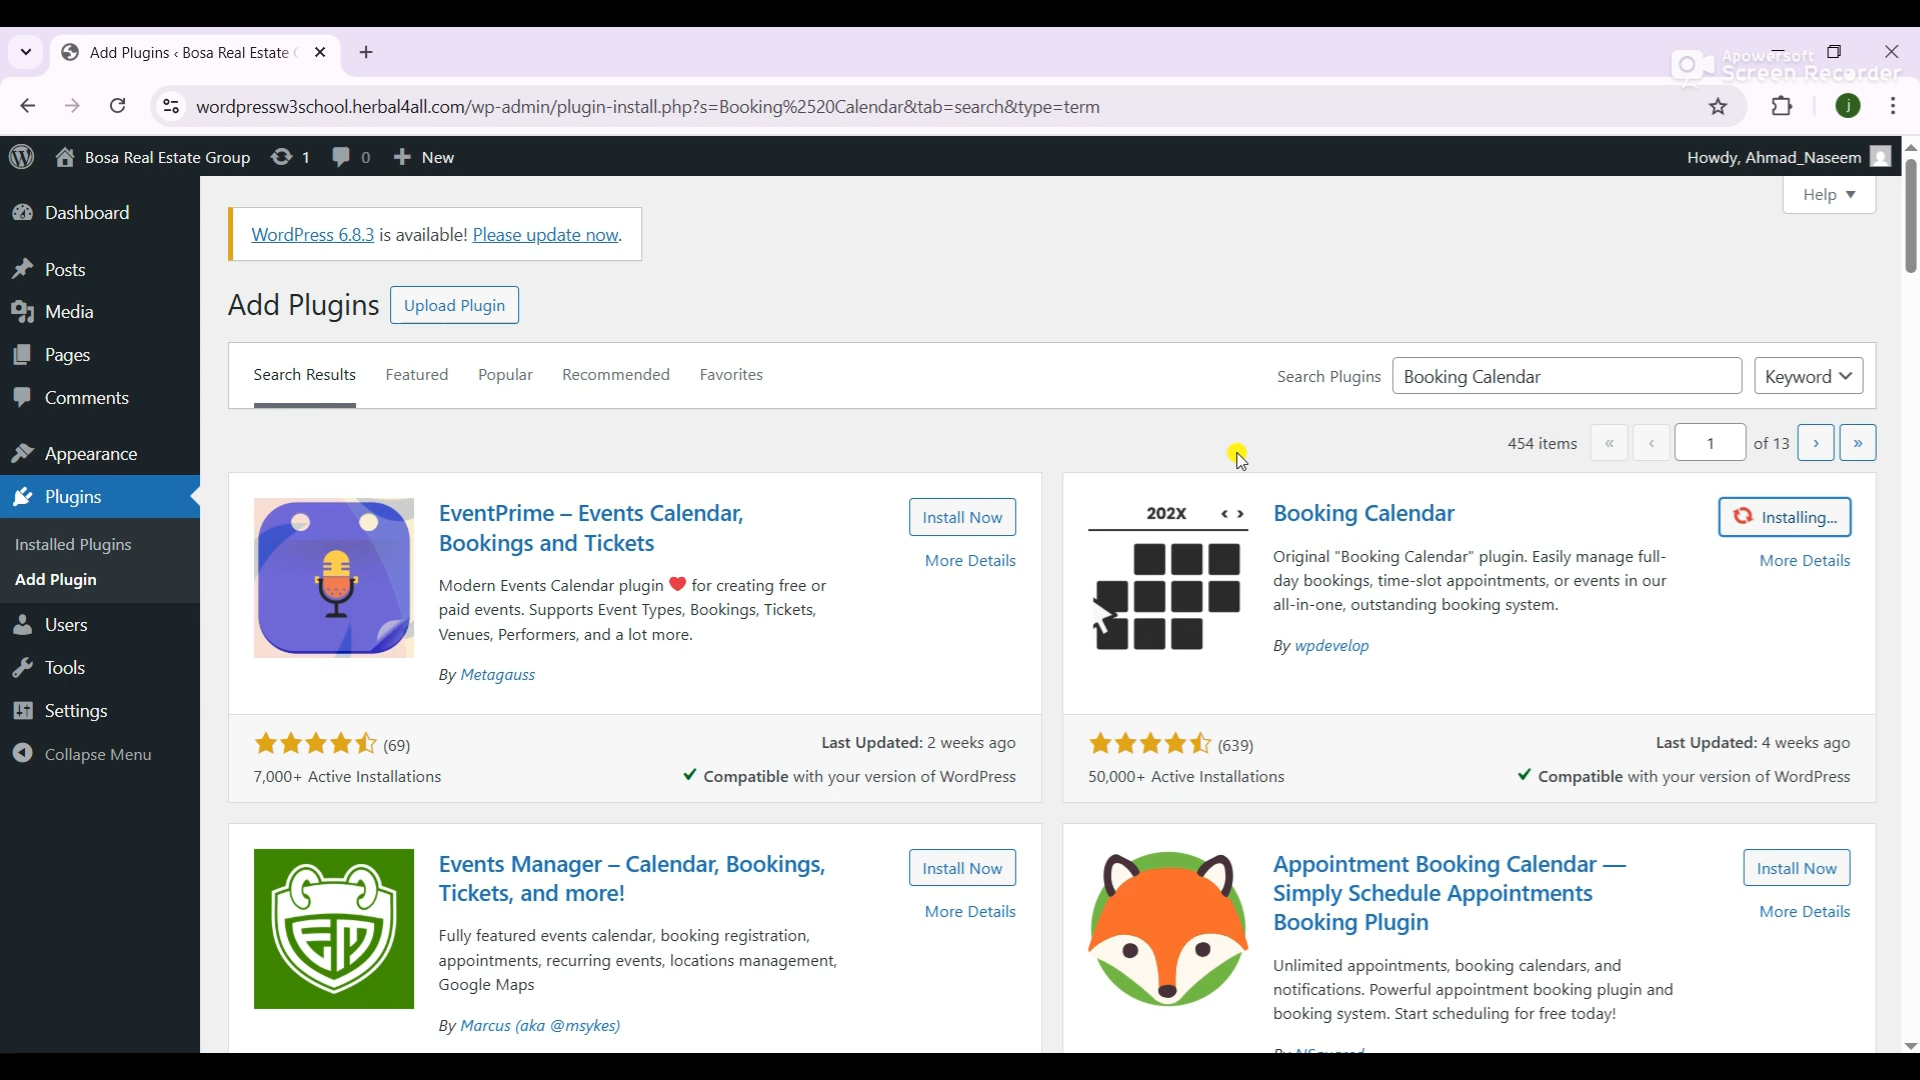 Add Plugins ‹ Bosa Real Estate
Apowersoft
Screen Recorder
wordpressw3school.herbal4all.com/wp-admin/plugin-install.php?s=Booking%2520Calendar&tab=search&type=term
j
Bosa Real Estate Group
1
0
New
Howdy, Ahmad_Naseem
Help
Dashboard
Posts
Media
Pages
Comments
Appearance
Plugins
Installed Plugins
Add Plugin
Users
Tools
Settings
Collapse Menu
WordPress 6.8.3 is available! Please update now.
Add Plugins
Upload Plugin
Search Results
Featured
Popular
Recommended
Favorites
Search Plugins
Booking Calendar
Keyword
454 items « ‹ 1 of 13 › »
EventPrime – Events Calendar,
Bookings and Tickets
Install Now
More Details
Modern Events Calendar plugin ❤ for creating free or
paid events. Supports Event Types, Bookings, Tickets,
Venues, Performers, and a lot more.
By Metagauss
(69)
7,000+ Active Installations
Last Updated: 2 weeks ago
✓ Compatible with your version of WordPress
202X ‹ ›
Booking Calendar
Installing...
More Details
Original "Booking Calendar" plugin. Easily manage full-
day bookings, time-slot appointments, or events in our
all-in-one, outstanding booking system.
By wpdevelop
(639)
50,000+ Active Installations
Last Updated: 4 weeks ago
✓ Compatible with your version of WordPress
EM
Events Manager – Calendar, Bookings,
Tickets, and more!
Install Now
More Details
Fully featured events calendar, booking registration,
appointments, recurring events, locations management,
Google Maps
By Marcus (aka @msykes)
Appointment Booking Calendar —
Simply Schedule Appointments
Booking Plugin
Install Now
More Details
Unlimited appointments, booking calendars, and
notifications. Powerful appointment booking plugin and
booking system. Start scheduling for free today!